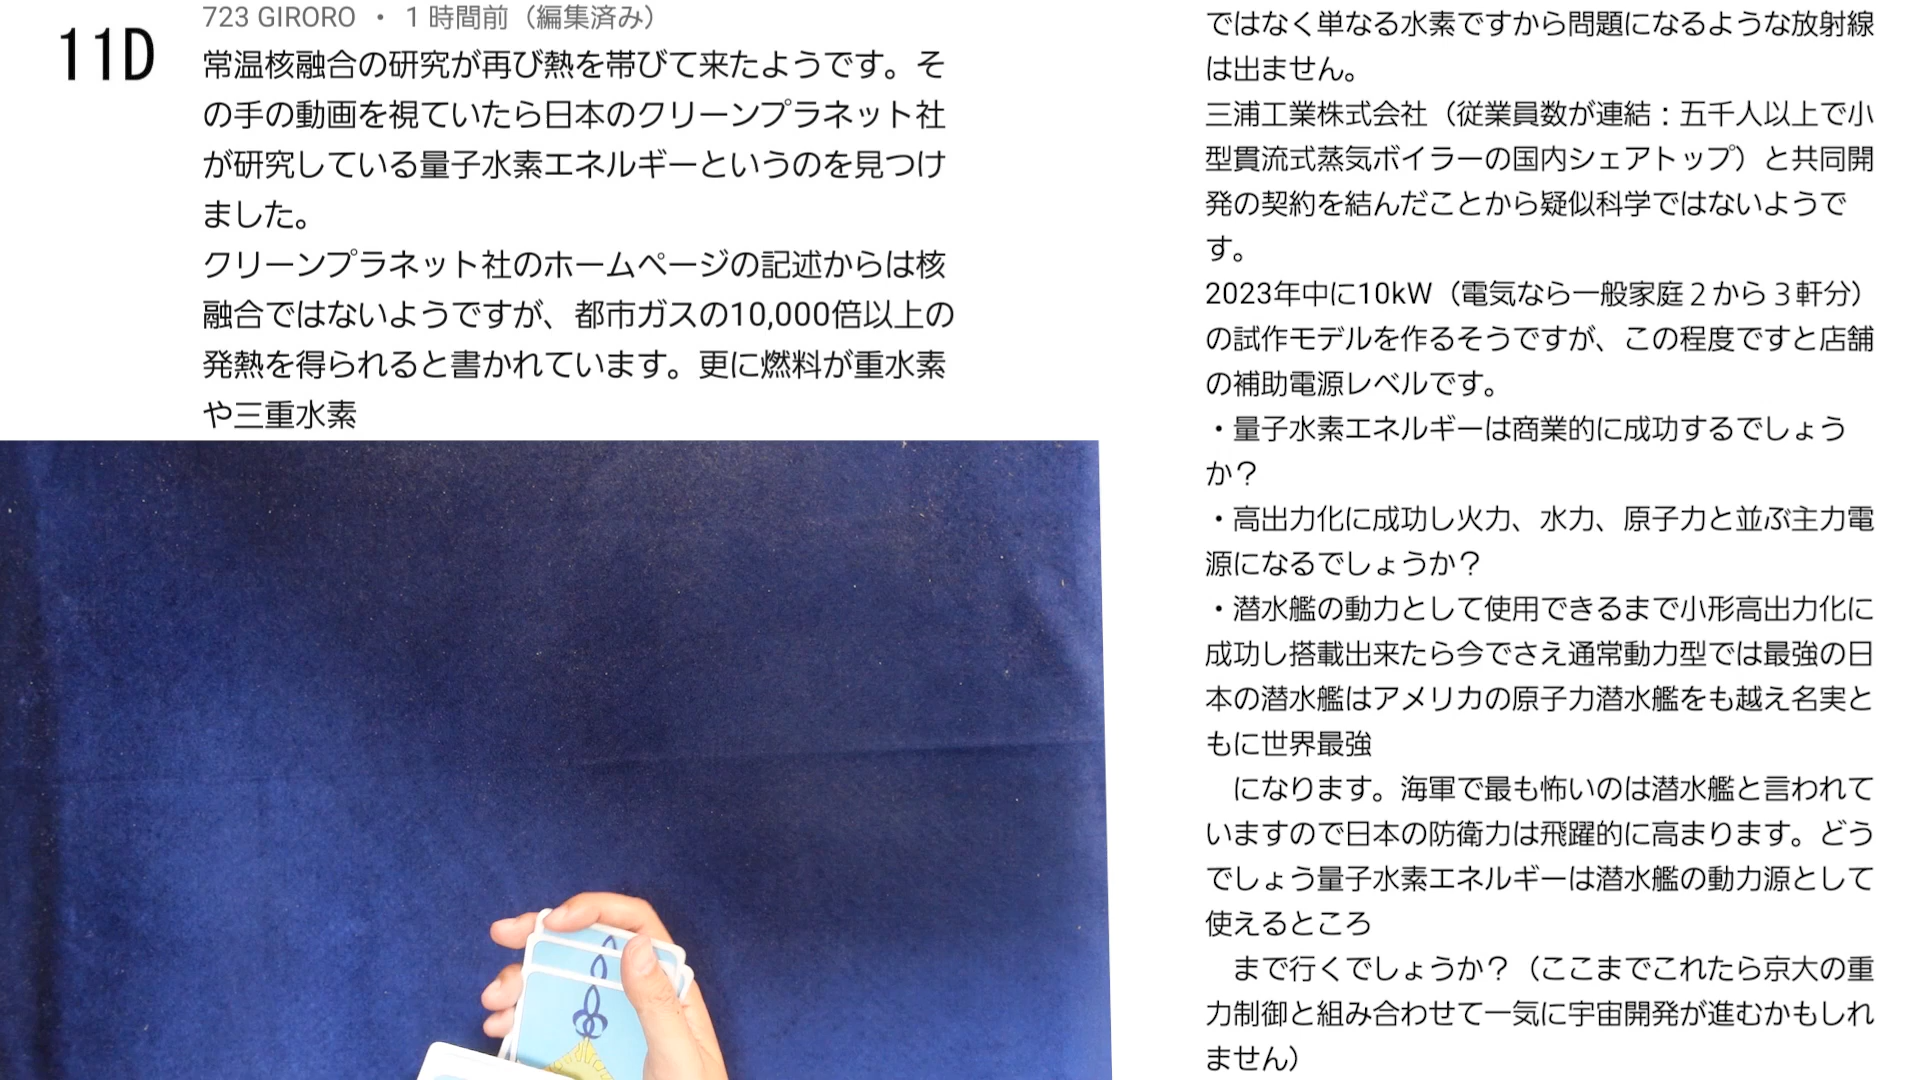 11D
723 GIRORO ・ 1 時間前（編集済み）
常温核融合の研究が再び熱を帯びて来たようです。そ
の手の動画を視ていたら日本のクリーンプラネット社
が研究している量子水素エネルギーというのを見つけ
ました。
クリーンプラネット社のホームページの記述からは核
融合ではないようですが、都市ガスの10,000倍以上の
発熱を得られると書かれています。更に燃料が重水素
や三重水素
ではなく単なる水素ですから問題になるような放射線
は出ません。
三浦工業株式会社（従業員数が連結：五千人以上で小
型貫流式蒸気ボイラーの国内シェアトップ）と共同開
発の契約を結んだことから疑似科学ではないようで
す。
2023年中に10kW（電気なら一般家庭２から３軒分）
の試作モデルを作るそうですが、この程度ですと店舗
の補助電源レベルです。
・量子水素エネルギーは商業的に成功するでしょう
か？
・高出力化に成功し火力、水力、原子力と並ぶ主力電
源になるでしょうか？
・潜水艦の動力として使用できるまで小形高出力化に
成功し搭載出来たら今でさえ通常動力型では最強の日
本の潜水艦はアメリカの原子力潜水艦をも越え名実と
もに世界最強
　になります。海軍で最も怖いのは潜水艦と言われて
いますので日本の防衛力は飛躍的に高まります。どう
でしょう量子水素エネルギーは潜水艦の動力源として
使えるところ
　まで行くでしょうか？（ここまでこれたら京大の重
力制御と組み合わせて一気に宇宙開発が進むかもしれ
ません）